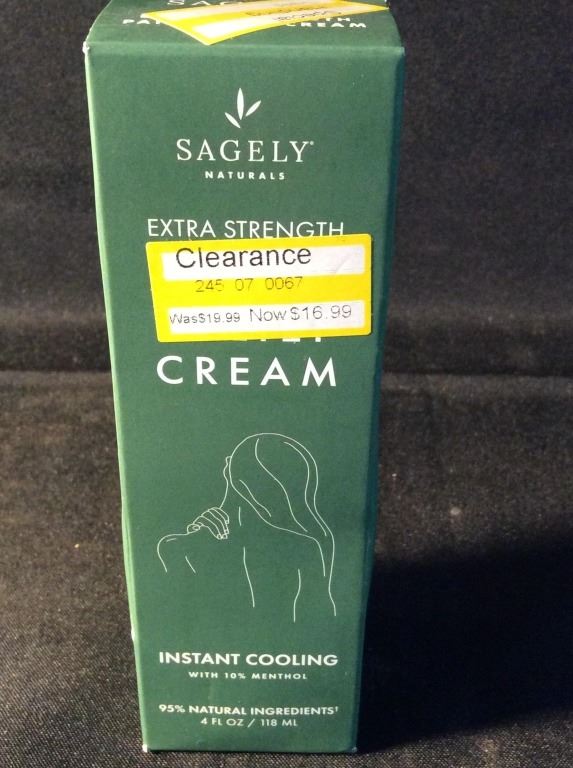 CREAM
SAGELY
NATURALS
EXTRA STRENGTH
Clearance
245 07 0067
Was$19.99 Now$16.99
CREAM
INSTANT COOLING
WITH 10% MENTHOL
95% NATURAL INGREDIENTS†
4 FL OZ / 118 ML